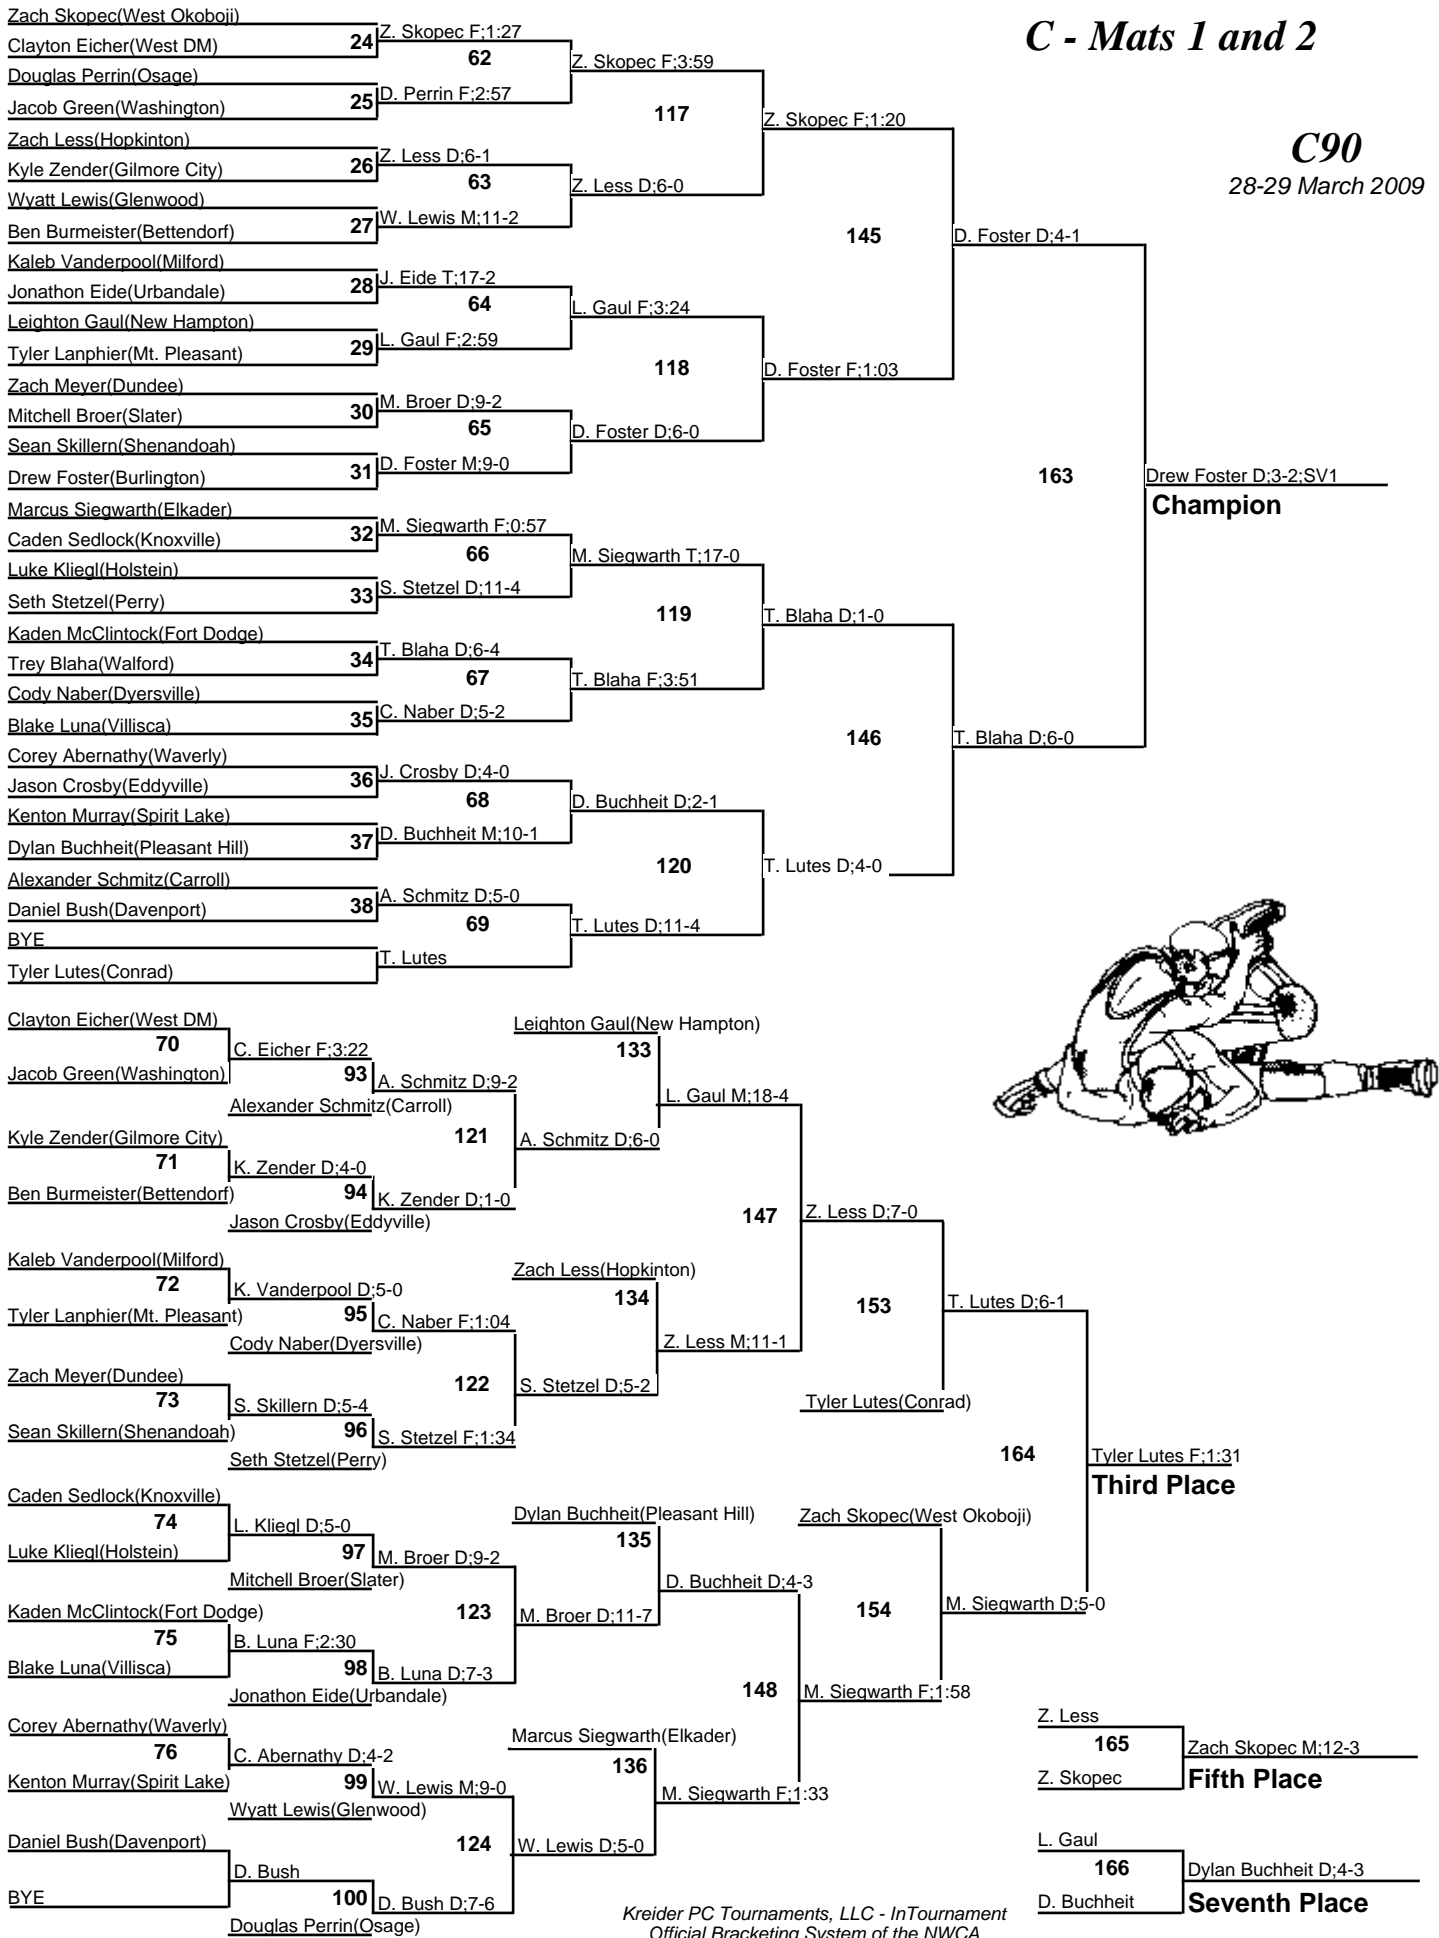 C - Mats 1 and 2
C90
28-29 March 2009
Zach Skopec(West Okoboji)
Clayton Eicher(West DM)
24
Z. Skopec F;1:27
62
Douglas Perrin(Osage)
Jacob Green(Washington)
25
D. Perrin F;2:57
Z. Skopec F;3:59
117
Zach Less(Hopkinton)
Kyle Zender(Gilmore City)
26
Z. Less D;6-1
63
Wyatt Lewis(Glenwood)
Ben Burmeister(Bettendorf)
27
W. Lewis M;11-2
Z. Less D;6-0
Z. Skopec F;1:20
145
Kaleb Vanderpool(Milford)
Jonathon Eide(Urbandale)
28
J. Eide T;17-2
64
Leighton Gaul(New Hampton)
Tyler Lanphier(Mt. Pleasant)
29
L. Gaul F;2:59
L. Gaul F;3:24
118
Zach Meyer(Dundee)
Mitchell Broer(Slater)
30
M. Broer D;9-2
65
Sean Skillern(Shenandoah)
Drew Foster(Burlington)
31
D. Foster M;9-0
D. Foster D;6-0
D. Foster F;1:03
D. Foster D;4-1
163
Drew Foster D;3-2;SV1
Champion
Marcus Siegwarth(Elkader)
Caden Sedlock(Knoxville)
32
M. Siegwarth F;0:57
66
Luke Kliegl(Holstein)
Seth Stetzel(Perry)
33
S. Stetzel D;11-4
M. Siegwarth T;17-0
119
Kaden McClintock(Fort Dodge)
Trey Blaha(Walford)
34
T. Blaha D;6-4
67
Cody Naber(Dyersville)
Blake Luna(Villisca)
35
C. Naber D;5-2
T. Blaha F;3:51
T. Blaha D;1-0
146
T. Blaha D;6-0
Corey Abernathy(Waverly)
Jason Crosby(Eddyville)
36
J. Crosby D;4-0
68
Kenton Murray(Spirit Lake)
Dylan Buchheit(Pleasant Hill)
37
D. Buchheit M;10-1
D. Buchheit D;2-1
120
T. Lutes D;4-0
Alexander Schmitz(Carroll)
Daniel Bush(Davenport)
38
A. Schmitz D;5-0
69
BYE
Tyler Lutes(Conrad)
T. Lutes
T. Lutes D;11-4
Clayton Eicher(West DM)
70
Jacob Green(Washington)
C. Eicher F;3:22
93
Alexander Schmitz(Carroll)
A. Schmitz D;9-2
121
Kyle Zender(Gilmore City)
71
Ben Burmeister(Bettendorf)
K. Zender D;4-0
94
Jason Crosby(Eddyville)
K. Zender D;1-0
Leighton Gaul(New Hampton)
133
A. Schmitz D;6-0
L. Gaul M;18-4
147
Kaleb Vanderpool(Milford)
72
Tyler Lanphier(Mt. Pleasant)
K. Vanderpool D;5-0
95
Cody Naber(Dyersville)
C. Naber F;1:04
122
Zach Meyer(Dundee)
73
Sean Skillern(Shenandoah)
S. Skillern D;5-4
96
Seth Stetzel(Perry)
S. Stetzel F;1:34
Zach Less(Hopkinton)
134
S. Stetzel D;5-2
Z. Less M;11-1
Z. Less D;7-0
153
Tyler Lutes(Conrad)
T. Lutes D;6-1
164
Tyler Lutes F;1:31
Third Place
Caden Sedlock(Knoxville)
74
Luke Kliegl(Holstein)
L. Kliegl D;5-0
97
Mitchell Broer(Slater)
M. Broer D;9-2
123
Kaden McClintock(Fort Dodge)
75
Blake Luna(Villisca)
B. Luna F;2:30
98
Jonathon Eide(Urbandale)
B. Luna D;7-3
Dylan Buchheit(Pleasant Hill)
135
M. Broer D;11-7
D. Buchheit D;4-3
148
Zach Skopec(West Okoboji)
154
M. Siegwarth D;5-0
M. Siegwarth F;1:58
Corey Abernathy(Waverly)
76
Kenton Murray(Spirit Lake)
C. Abernathy D;4-2
99
Wyatt Lewis(Glenwood)
W. Lewis M;9-0
124
Marcus Siegwarth(Elkader)
136
M. Siegwarth F;1:33
W. Lewis D;5-0
Daniel Bush(Davenport)
BYE
D. Bush
100
Douglas Perrin(Osage)
D. Bush D;7-6
Z. Less
165
Z. Skopec
Zach Skopec M;12-3
Fifth Place
L. Gaul
166
D. Buchheit
Dylan Buchheit D;4-3
Seventh Place
Kreider PC Tournaments, LLC - InTournament
Official Bracketing System of the NWCA